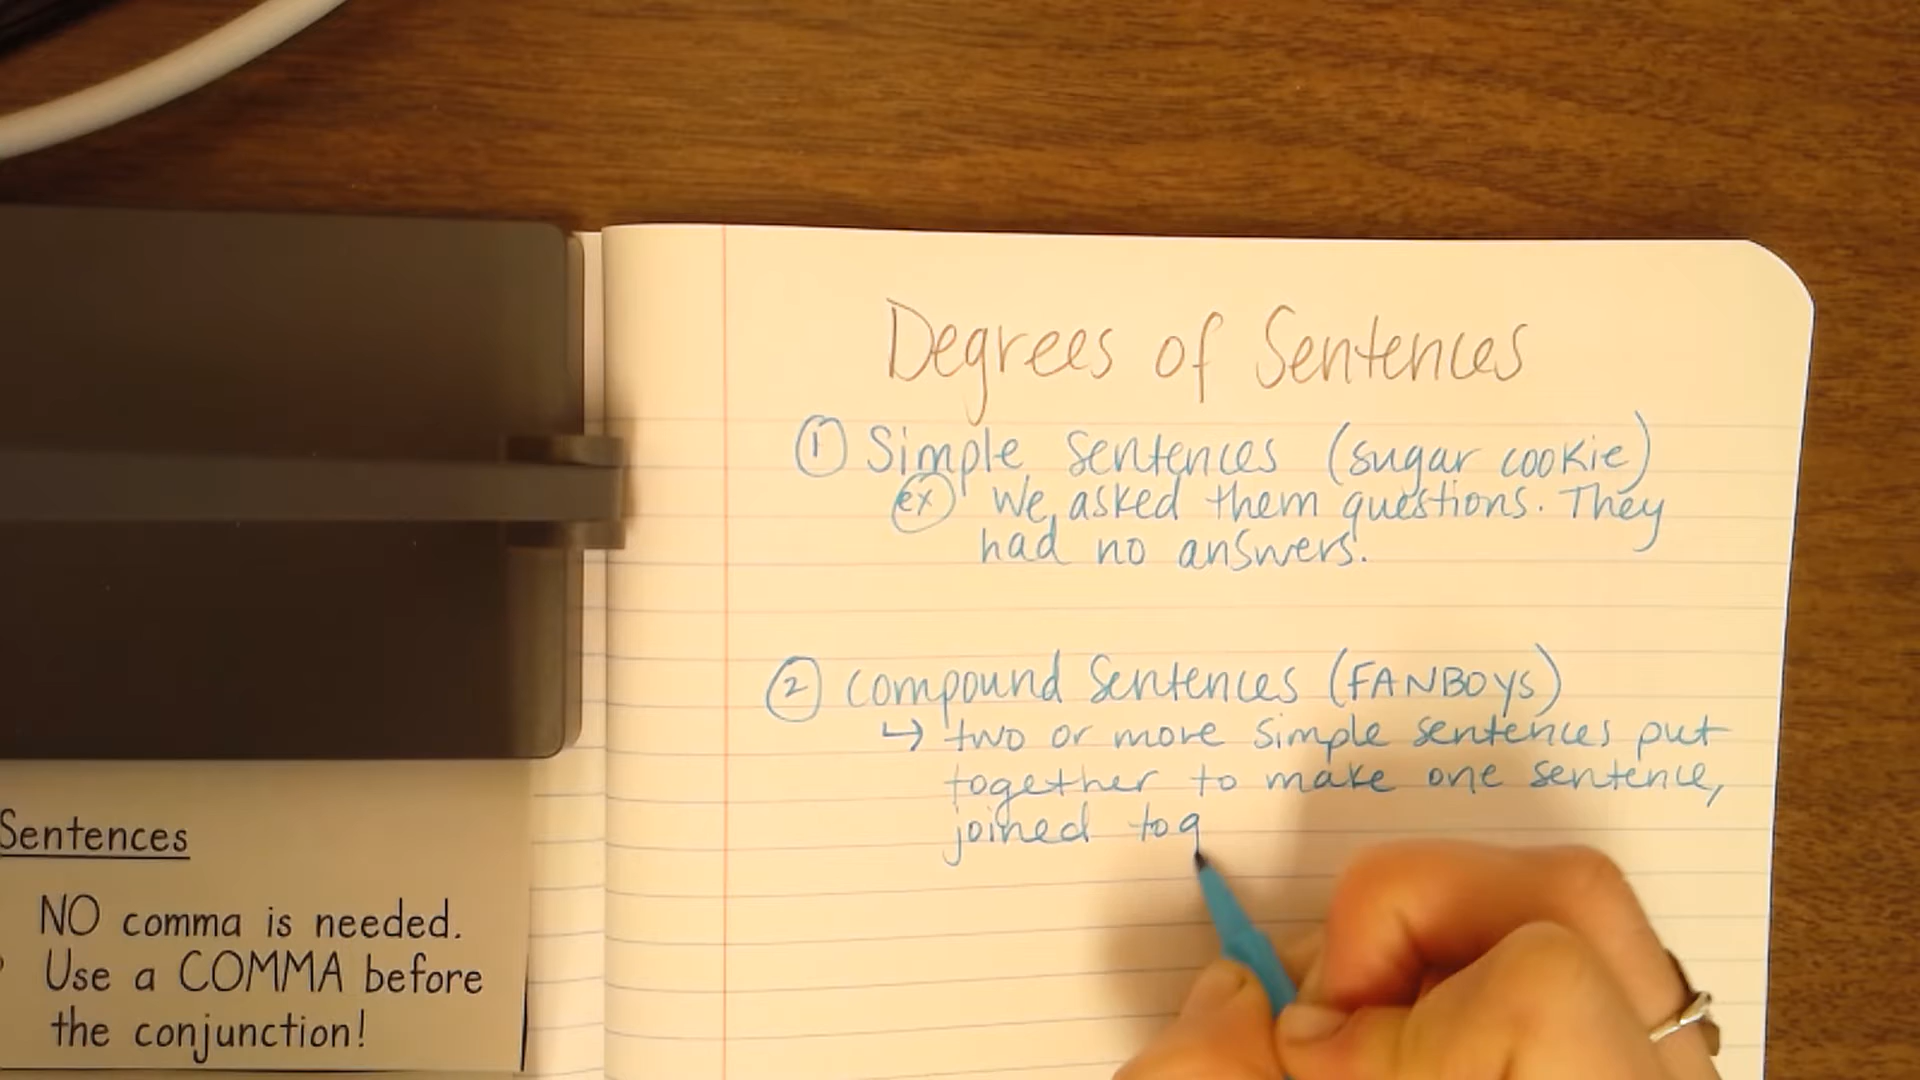 Degrees of Sentences
① Simple Sentences (sugar cookie)
ex We asked them questions. They
had no answers.
② Compound Sentences (FANBOYS)
↳ two or more simple sentences put
together to make one sentence,
joined tog
Sentences
NO comma is needed.
Use a COMMA before
the conjunction!